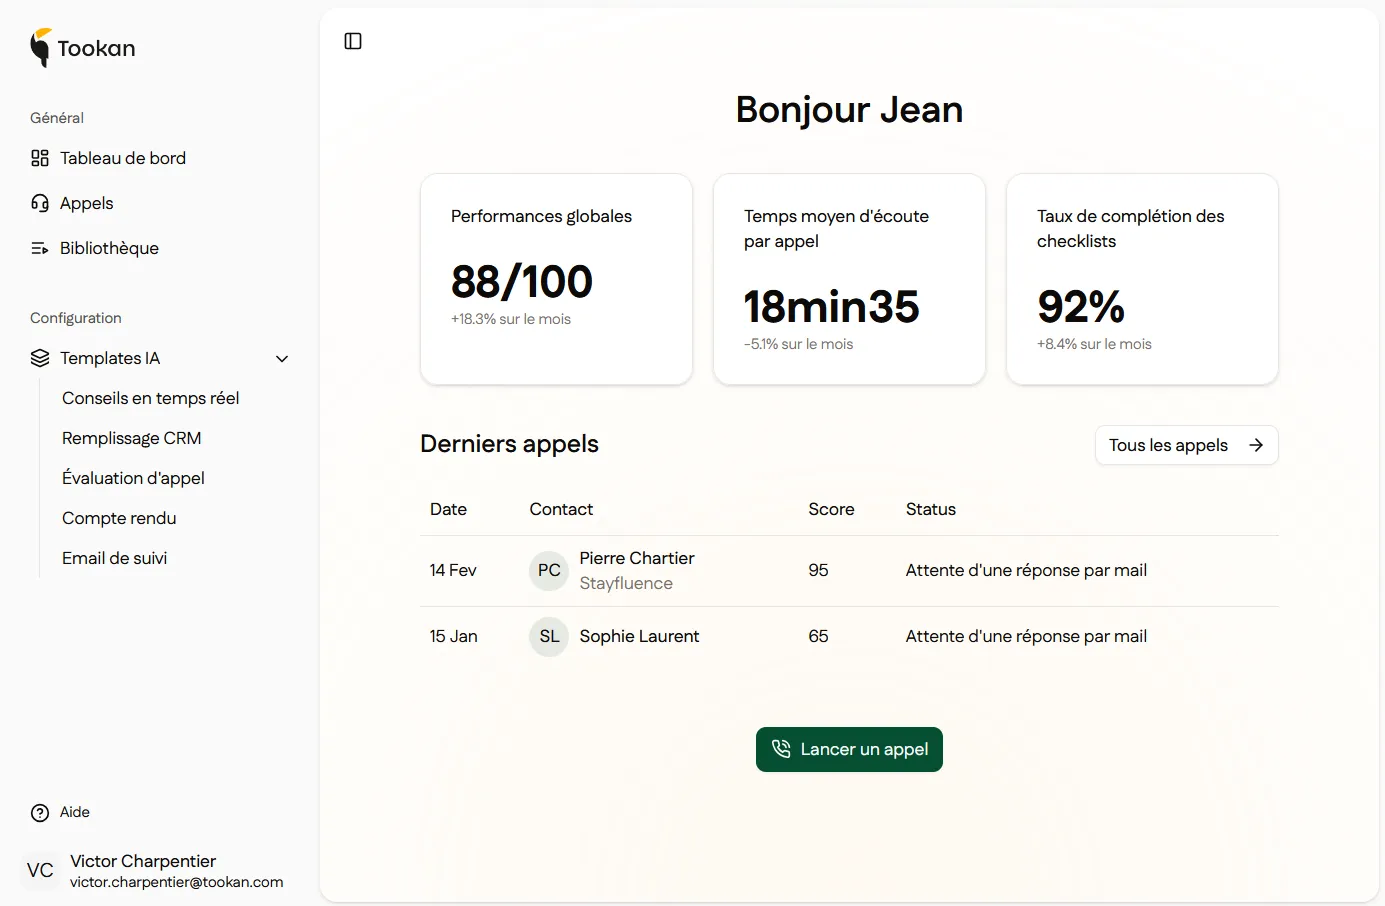 Tookan
Général
Tableau de bord
Appels
Bibliothèque
Configuration
Templates IA
Conseils en temps réel
Remplissage CRM
Évaluation d'appel
Compte rendu
Email de suivi
Aide
VC
Victor Charpentier
victor.charpentier@tookan.com
Bonjour Jean
Performances globales
88/100
+18.3% sur le mois
Temps moyen d'écoute
par appel
18min35
-5.1% sur le mois
Taux de complétion des
checklists
92%
+8.4% sur le mois
Derniers appels
Tous les appels
Date Contact Score Status
14 Fev PC Pierre Chartier 95 Attente d'une réponse par mail
Stayfluence
15 Jan SL Sophie Laurent 65 Attente d'une réponse par mail
Lancer un appel